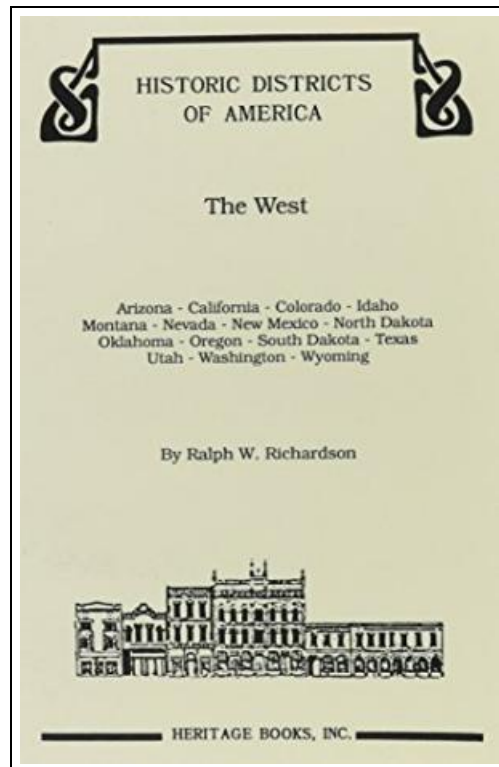 HISTORIC DISTRICTS
OF AMERICA
The West
Arizona - California - Colorado - Idaho
Montana - Nevada - New Mexico - North Dakota
Oklahoma - Oregon - South Dakota - Texas
Utah - Washington - Wyoming
By Ralph W. Richardson
HERITAGE BOOKS, INC.